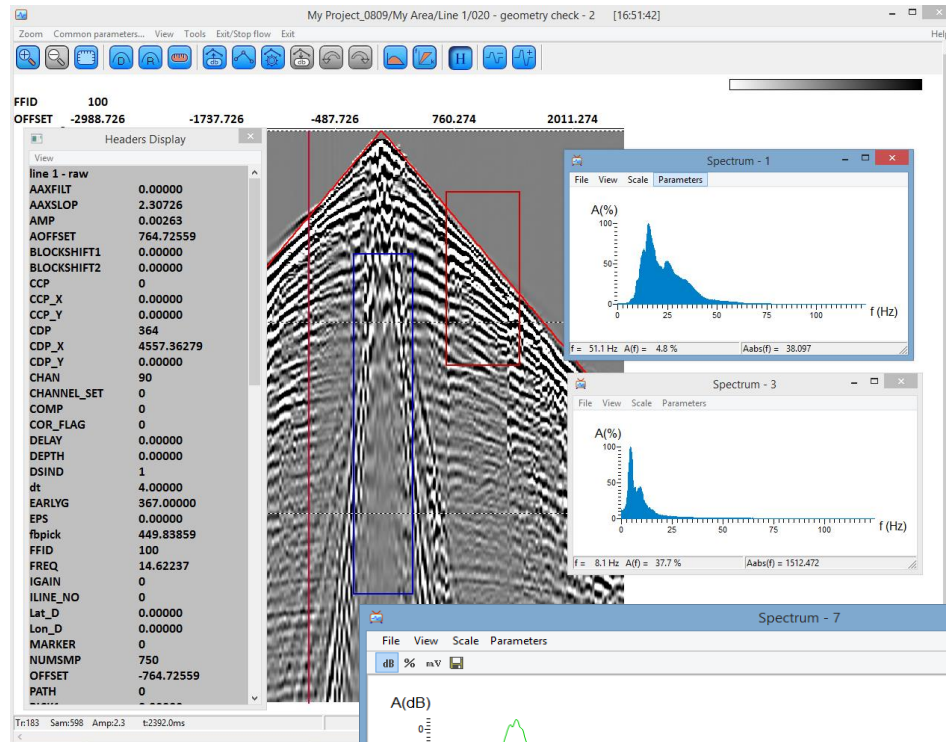 My Project_0809/My Area/Line 1/020 - geometry check - 2 [16:51:42]
Zoom Common parameters... View Tools Exit/Stop flow Exit Help
D R H
FFID 100
OFFSET -2988.726 -1737.726 -487.726 760.274 2011.274
Headers Display
View
line 1 - raw
AAXFILT 0.00000
AAXSLOP 2.30726
AMP 0.00263
AOFFSET 764.72559
BLOCKSHIFT1 0.00000
BLOCKSHIFT2 0.00000
CCP 0
CCP_X 0.00000
CCP_Y 0.00000
CDP 364
CDP_X 4557.36279
CDP_Y 0.00000
CHAN 90
CHANNEL_SET 0
COMP 0
COR_FLAG 0
DELAY 0.00000
DEPTH 0.00000
DSIND 1
dt 4.00000
EARLYG 367.00000
EPS 0.00000
fbpick 449.83859
FFID 100
FREQ 14.62237
IGAIN 0
ILINE_NO 0
Lat_D 0.00000
Lon_D 0.00000
MARKER 0
NUMSMP 750
OFFSET -764.72559
PATH 0
Tr:183 Sam:598 Amp:2.3 t:2392.0ms
Spectrum - 1
File View Scale Parameters
A(%)
100
50
0
0 25 50 75 100 f (Hz)
f = 51.1 Hz A(f) = 4.8 % Aabs(f) = 38.097
Spectrum - 3
File View Scale Parameters
A(%)
100
50
0
0 25 50 75 100 f (Hz)
f = 8.1 Hz A(f) = 37.7 % Aabs(f) = 1512.472
Spectrum - 7
File View Scale Parameters
dB % mV
A(dB)
0